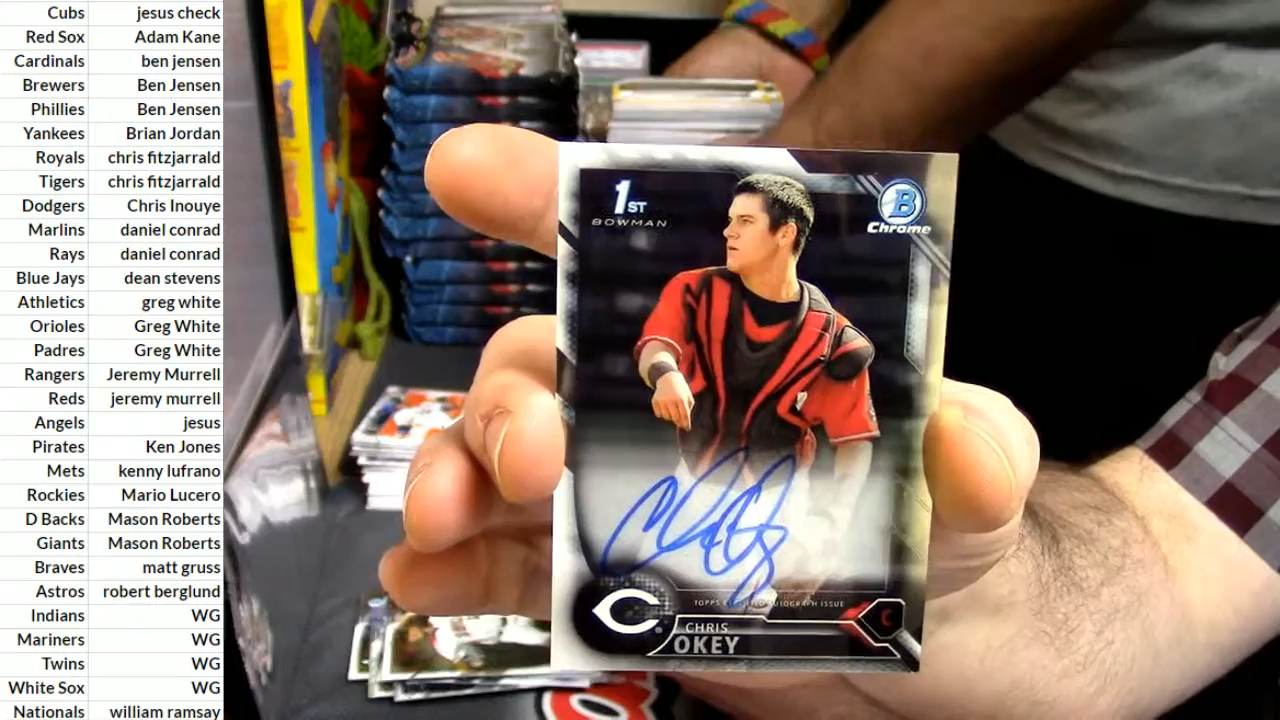 Cubs jesus check
Red Sox Adam Kane
Cardinals ben jensen
Brewers Ben Jensen
Phillies Ben Jensen
Yankees Brian Jordan
Royals chris fitzjarrald
Tigers chris fitzjarrald
Dodgers Chris Inouye
Marlins daniel conrad
Rays daniel conrad
Blue Jays dean stevens
Athletics greg white
Orioles Greg White
Padres Greg White
Rangers Jeremy Murrell
Reds jeremy murrell
Angels jesus
Pirates Ken Jones
Mets kenny lufrano
Rockies Mario Lucero
D Backs Mason Roberts
Giants Mason Roberts
Braves matt gruss
Astros robert berglund
Indians WG
Mariners WG
Twins WG
White Sox WG
Nationals william ramsay
1ST
BOWMAN
B
Chrome
TOPPS CERTIFIED AUTOGRAPH ISSUE
C
C
CHRIS
OKEY